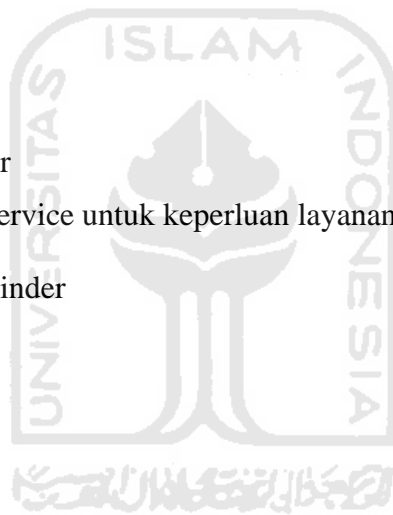 ISLAM
UNIVERSITAS
INDONESIA
r
ervice untuk keperluan layanan
inder